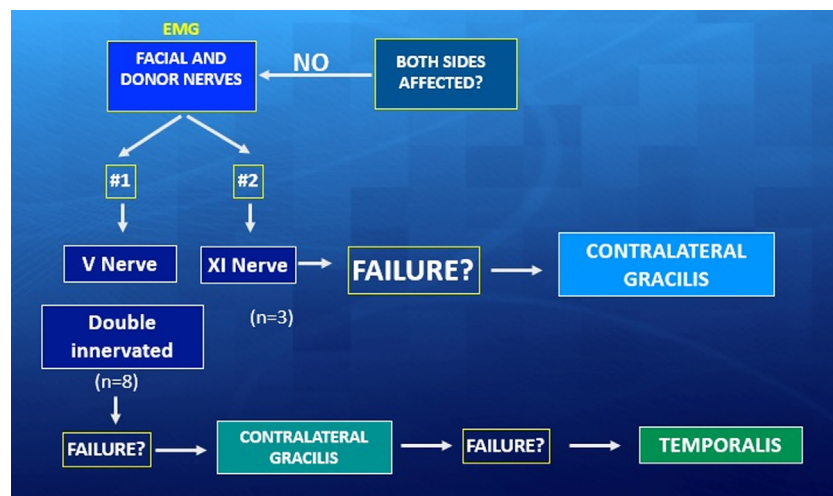 EMG
FACIAL AND
DONOR NERVES
NO
BOTH SIDES
AFFECTED?
#1
#2
V Nerve
XI Nerve
FAILURE?
CONTRALATERAL
GRACILIS
(n=3)
Double
innervated
(n=8)
FAILURE?
CONTRALATERAL
GRACILIS
FAILURE?
TEMPORALIS